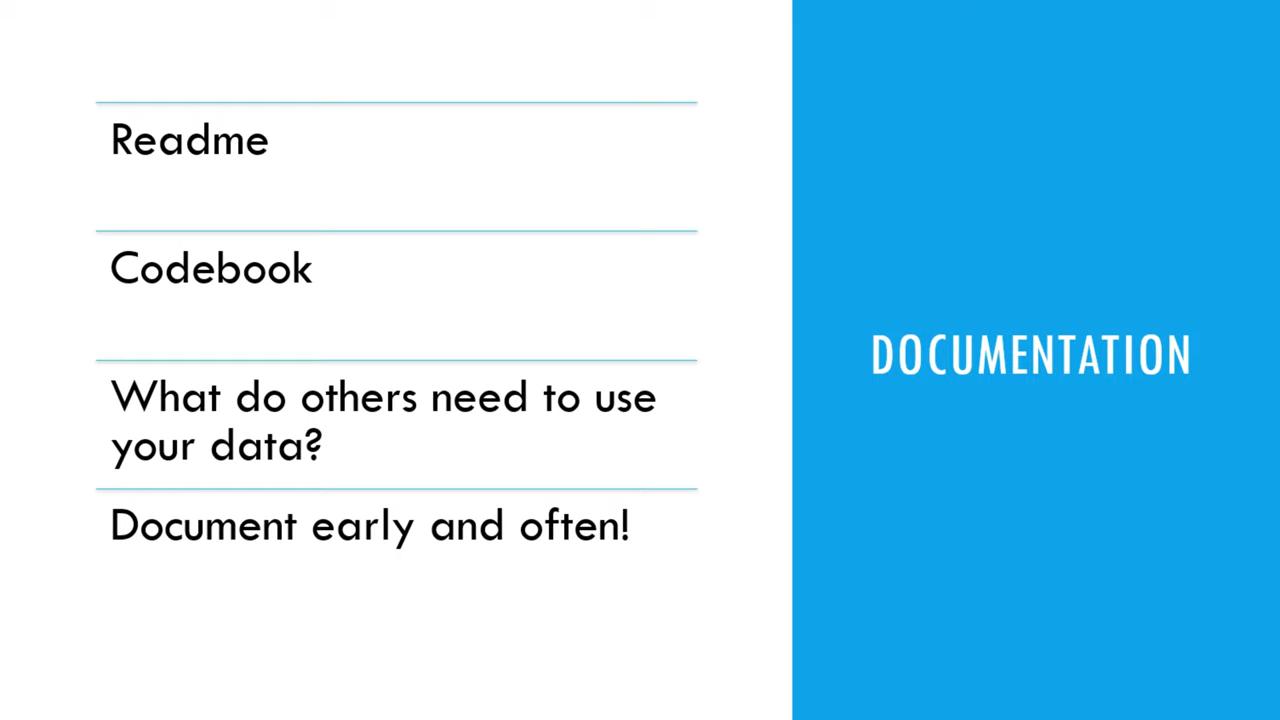 Readme
Codebook
What do others need to use
your data?
Document early and often!
DOCUMENTATION